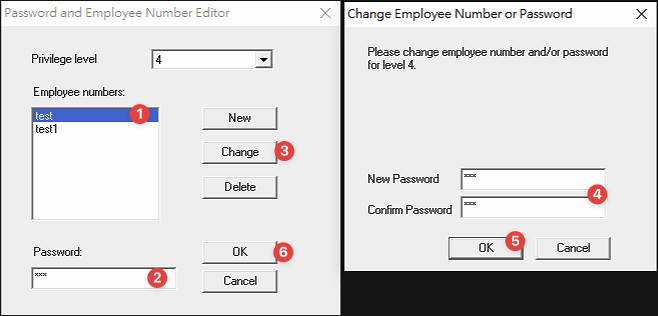 Password and Employee Number Editor
Privilege level
4
Employee numbers:
test
1
test1
New
Change
3
Delete
Password:
***
2
OK
6
Cancel
Change Employee Number or Password
Please change employee number and/or password
for level 4.
New Password
***
4
Confirm Password
***
5
OK
Cancel